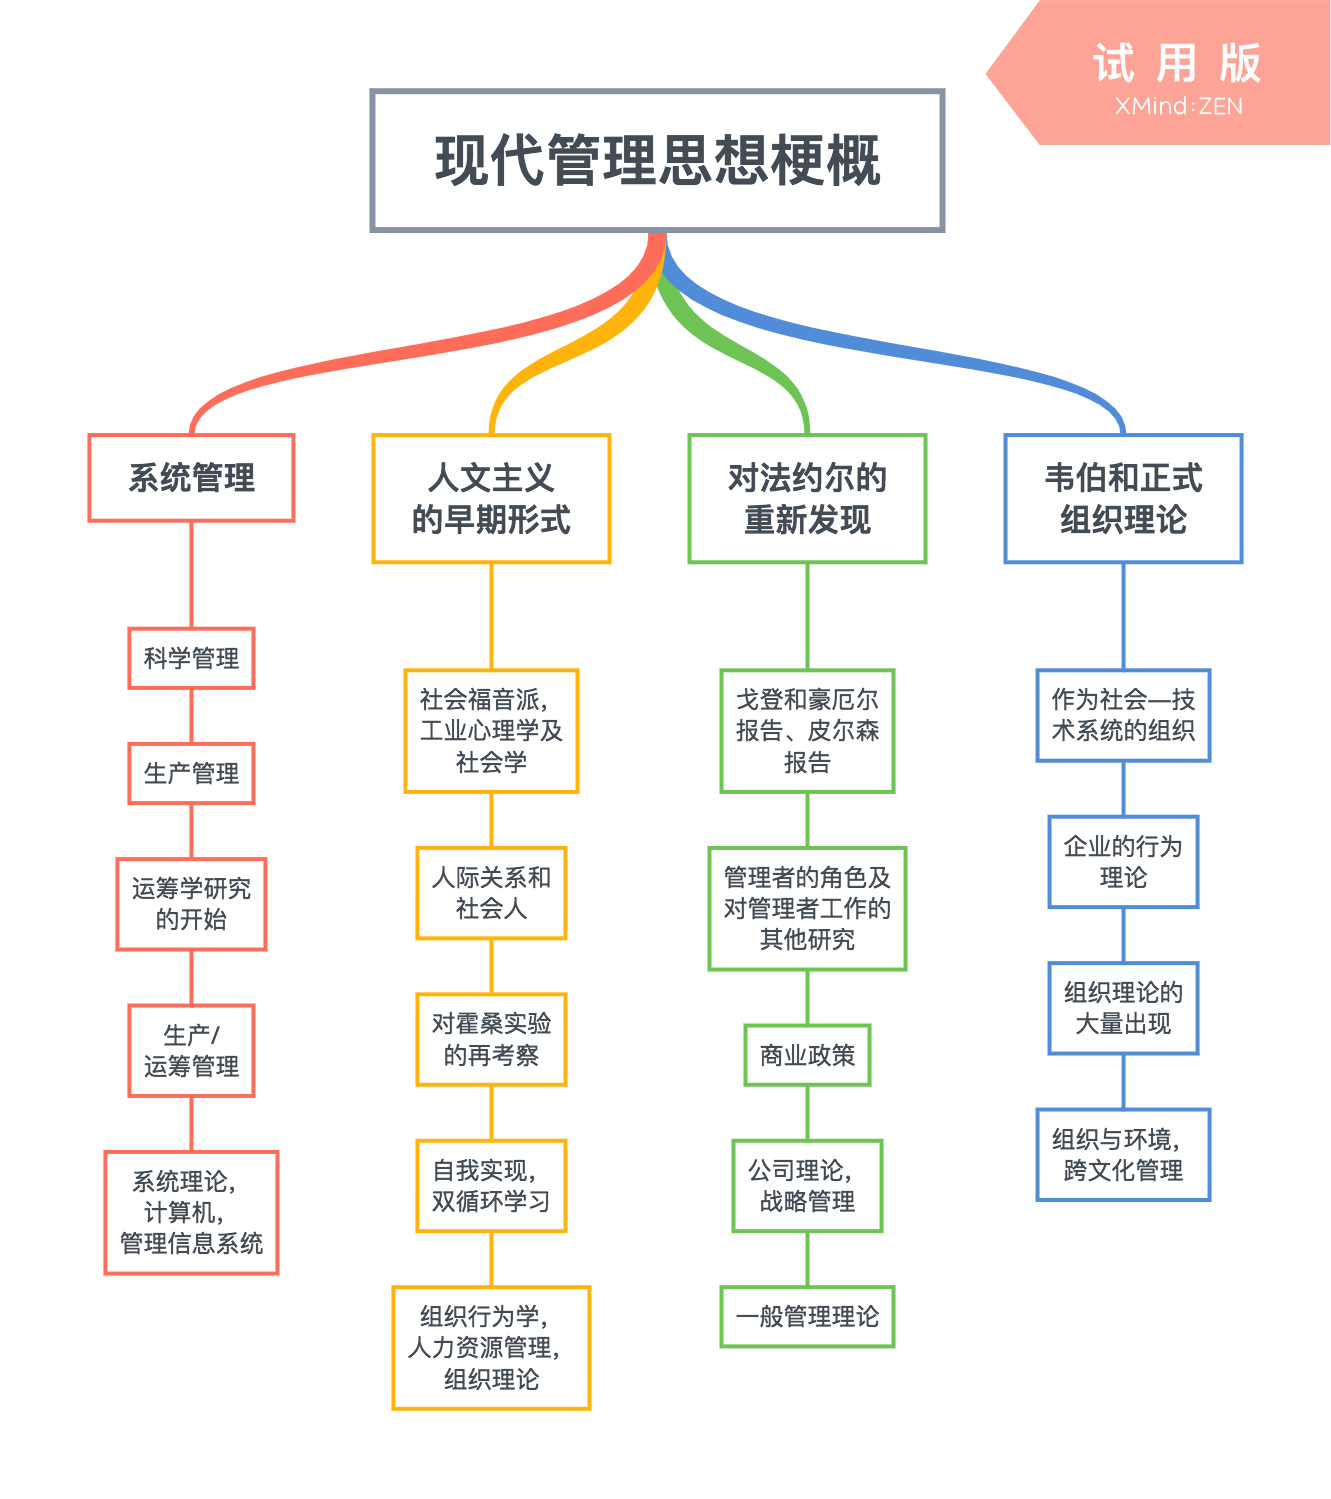 试用版
XMind:ZEN
现代管理思想梗概
系统管理
科学管理
生产管理
运筹学研究
的开始
生产/
运筹管理
系统理论，
计算机，
管理信息系统
人文主义
的早期形式
社会福音派，
工业心理学及
社会学
人际关系和
社会人
对霍桑实验
的再考察
自我实现，
双循环学习
组织行为学，
人力资源管理，
组织理论
对法约尔的
重新发现
戈登和豪厄尔
报告、皮尔森
报告
管理者的角色及
对管理者工作的
其他研究
商业政策
公司理论，
战略管理
一般管理理论
韦伯和正式
组织理论
作为社会—技
术系统的组织
企业的行为
理论
组织理论的
大量出现
组织与环境，
跨文化管理